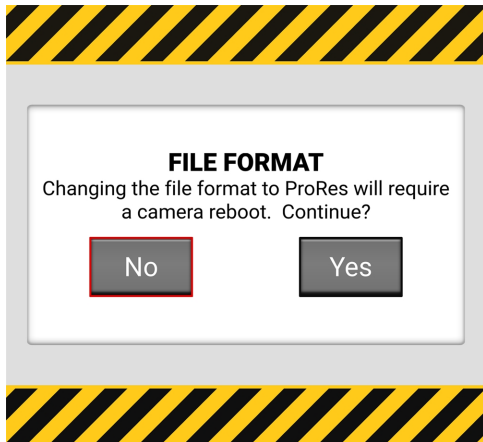 FILE FORMAT
Changing the file format to ProRes will require
a camera reboot.  Continue?
No
Yes